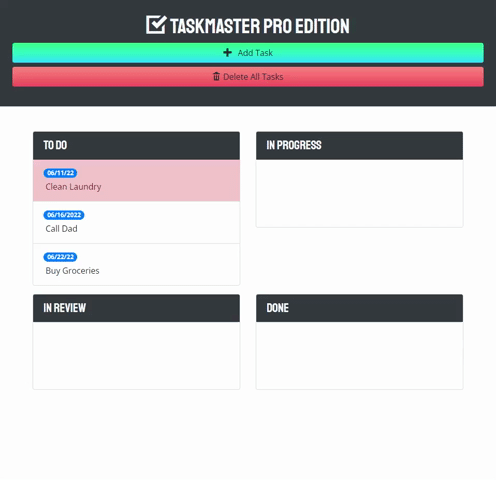 TASKMASTER PRO EDITION
Add Task
Delete All Tasks
TO DO
06/11/22
Clean Laundry
06/16/2022
Call Dad
06/22/22
Buy Groceries
IN PROGRESS
IN REVIEW
DONE